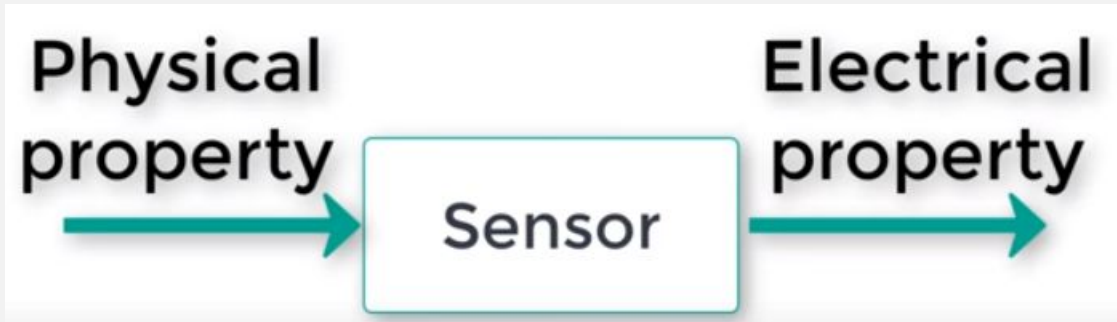 Physical
property
Sensor
Electrical
property